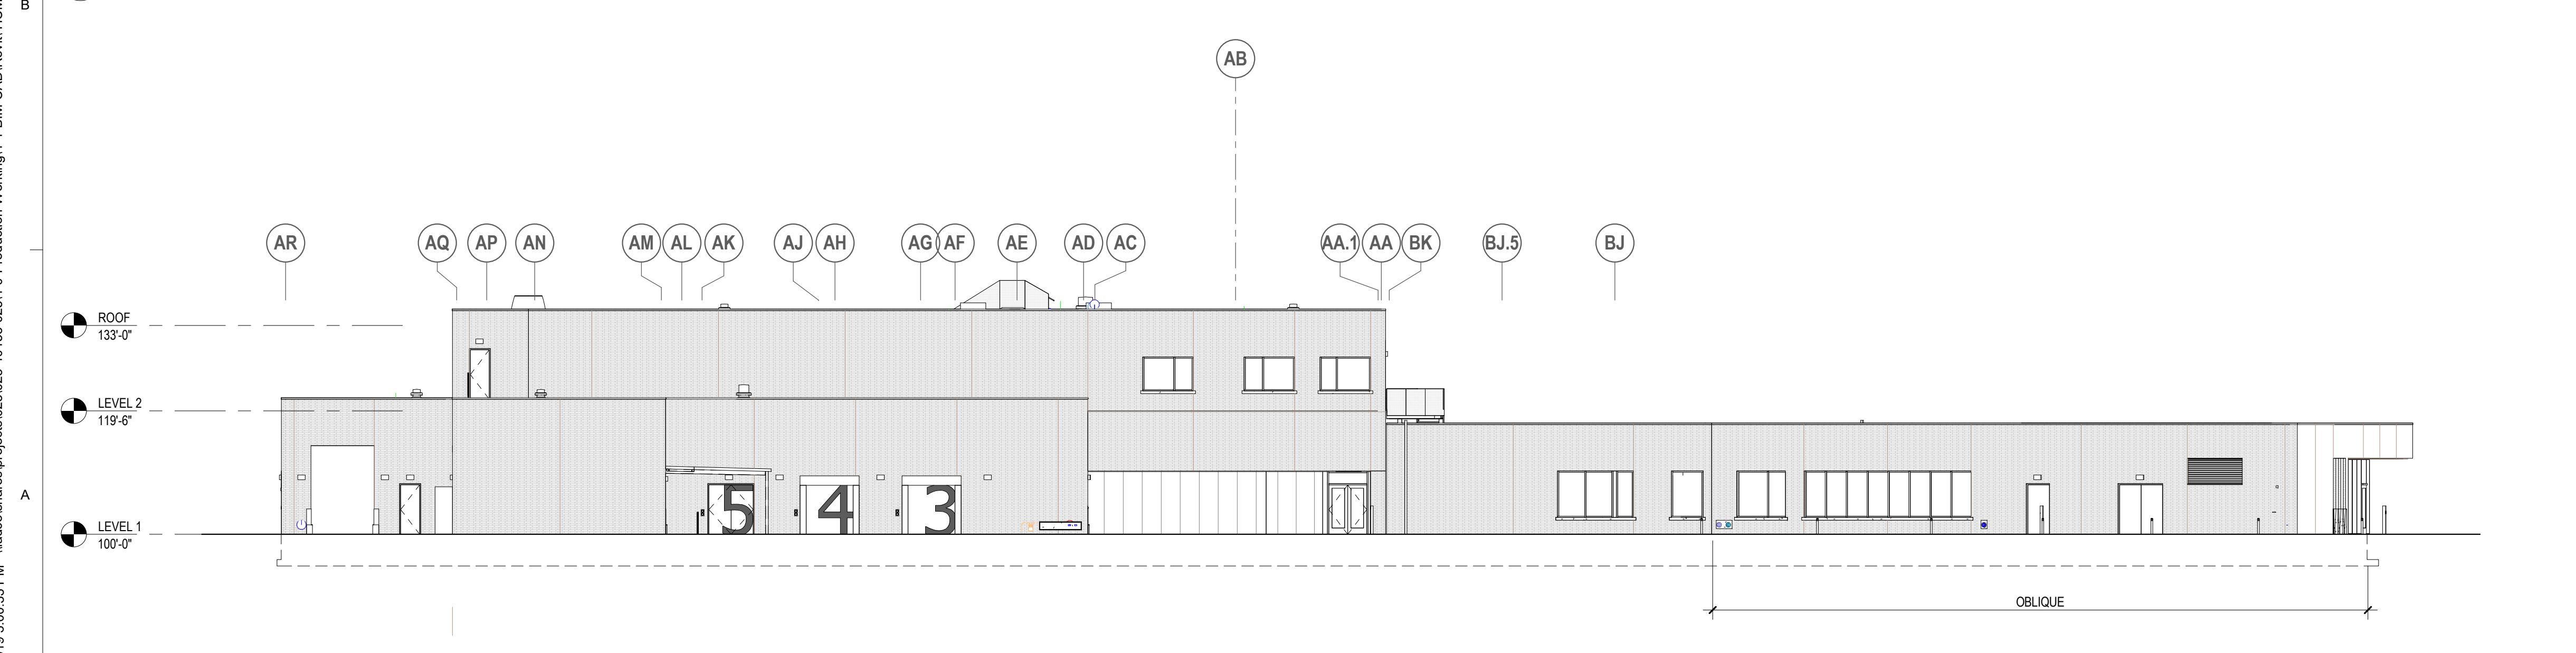 B
AB
AR
AQ
AP
AN
AM
AL
AK
AJ
AH
AG
AF
AE
AD
AC
AA.1
AA
BK
BJ.5
BJ
ROOF
133'-0"
LEVEL 2
119'-6"
A
5
4
3
LEVEL 1
100'-0"
OBLIQUE